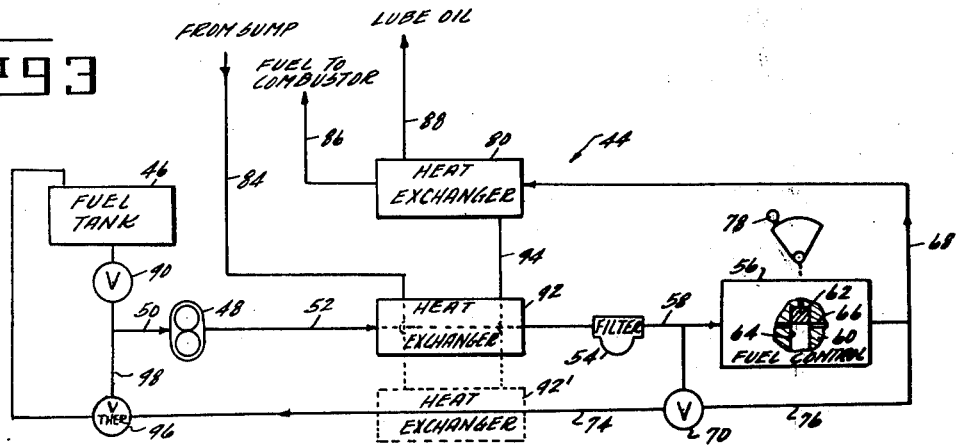 LUBE OIL
FROM SUMP
FUEL TO
COMBUSTOR
88
86
44
80
HEAT
EXCHANGER
46
84
FUEL
TANK
78
94
68
V
90
56
50
48
52
HEAT
92
EXCHANGER
58
62
66
FILTER
64
60
54
FUEL CONTROL
98
92'
HEAT
EXCHANGER
V
THER
96
74
V
70
76